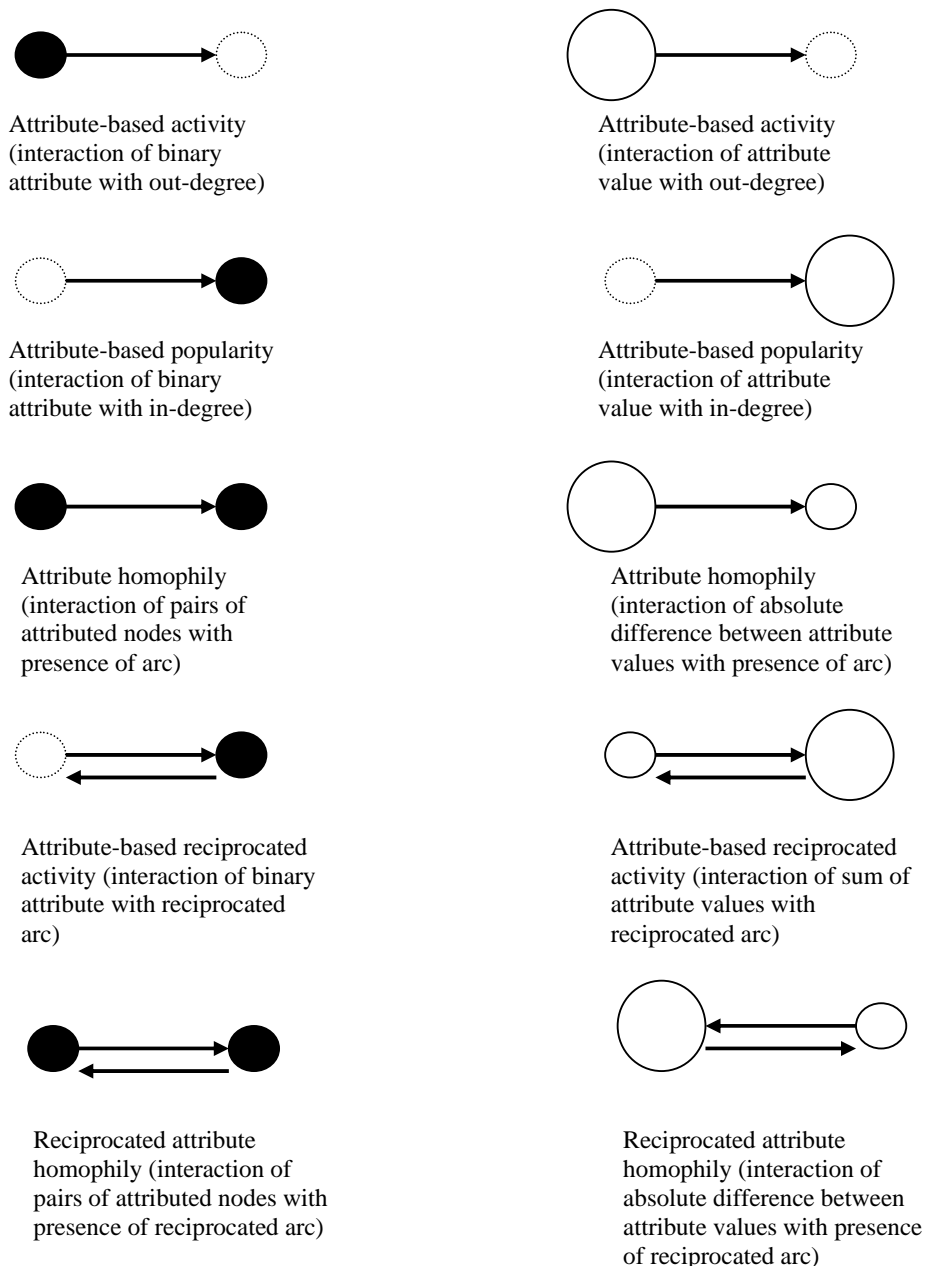 Attribute-based activity
(interaction of binary
attribute with out-degree)
Attribute-based activity
(interaction of attribute
value with out-degree)
Attribute-based popularity
(interaction of binary
attribute with in-degree)
Attribute-based popularity
(interaction of attribute
value with in-degree)
Attribute homophily
(interaction of pairs of
attributed nodes with
presence of arc)
Attribute homophily
(interaction of absolute
difference between attribute
values with presence of arc)
Attribute-based reciprocated
activity (interaction of binary
attribute with reciprocated
arc)
Attribute-based reciprocated
activity (interaction of sum of
attribute values with
reciprocated arc)
Reciprocated attribute
homophily (interaction of
pairs of attributed nodes with
presence of reciprocated arc)
Reciprocated attribute
homophily (interaction of
absolute difference between
attribute values with presence
of reciprocated arc)